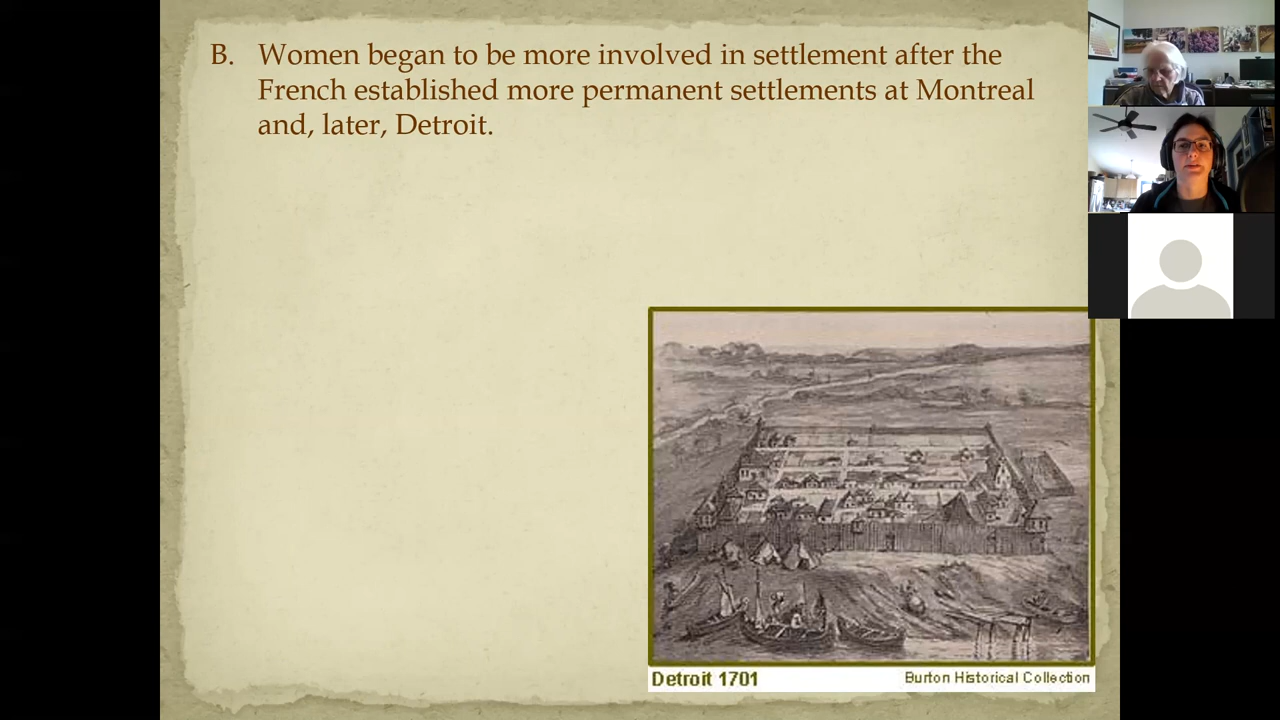 B. Women began to be more involved in settlement after the
French established more permanent settlements at Montreal
and, later, Detroit.
Detroit 1701
Burton Historical Collection